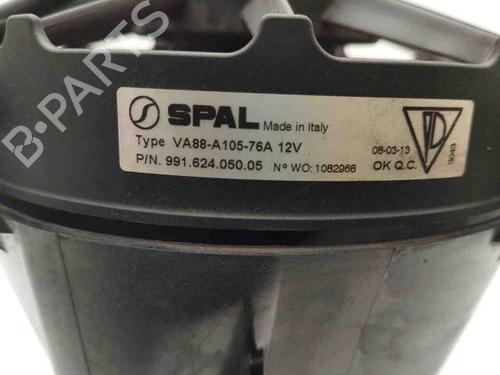 B-PARTS
SPAL Made in Italy
Type VA88-A105-76A 12V
P/N. 991.624.050.05 N° WO: 1082968
08-03-13
OK Q.C.
3043